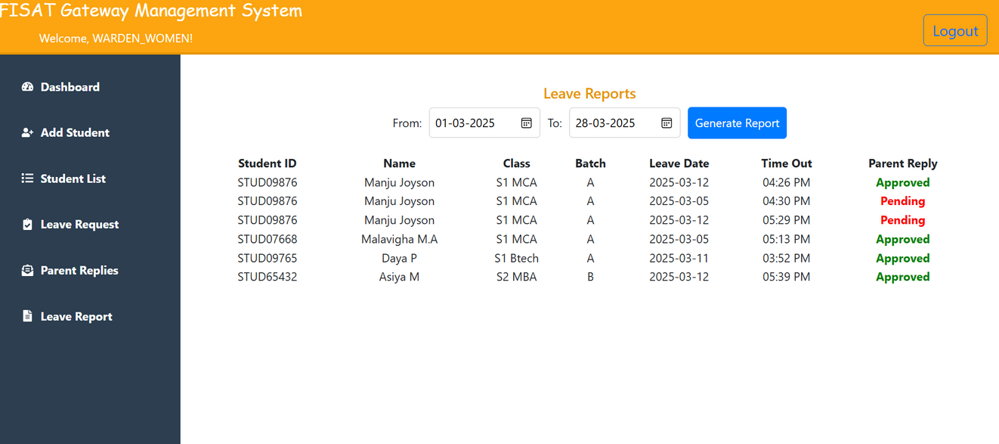 FISAT Gateway Management System
Welcome, WARDEN_WOMEN!
Logout
Dashboard
Add Student
Student List
Leave Request
Parent Replies
Leave Report
Leave Reports
From: 01-03-2025 To: 28-03-2025 Generate Report
Student ID Name Class Batch Leave Date Time Out Parent Reply
STUD09876 Manju Joyson S1 MCA A 2025-03-12 04:26 PM Approved
STUD09876 Manju Joyson S1 MCA A 2025-03-05 04:30 PM Pending
STUD09876 Manju Joyson S1 MCA A 2025-03-12 05:29 PM Pending
STUD07668 Malavigha M.A S1 MCA A 2025-03-05 05:13 PM Approved
STUD09765 Daya P S1 Btech A 2025-03-11 03:52 PM Approved
STUD65432 Asiya M S2 MBA B 2025-03-12 05:39 PM Approved